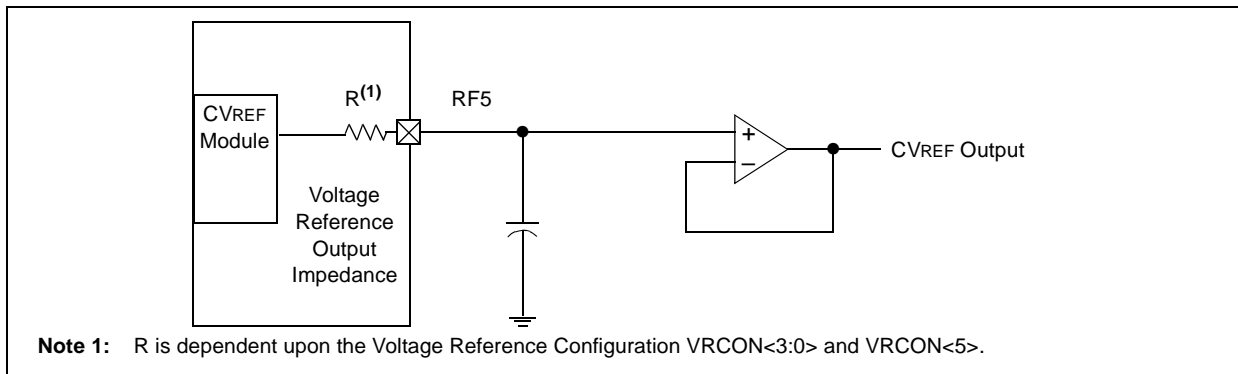 R(1)
RF5
CVREF
Module
+
–
CVREF Output
Voltage
Reference
Output
Impedance
Note 1: R is dependent upon the Voltage Reference Configuration VRCON<3:0> and VRCON<5>.